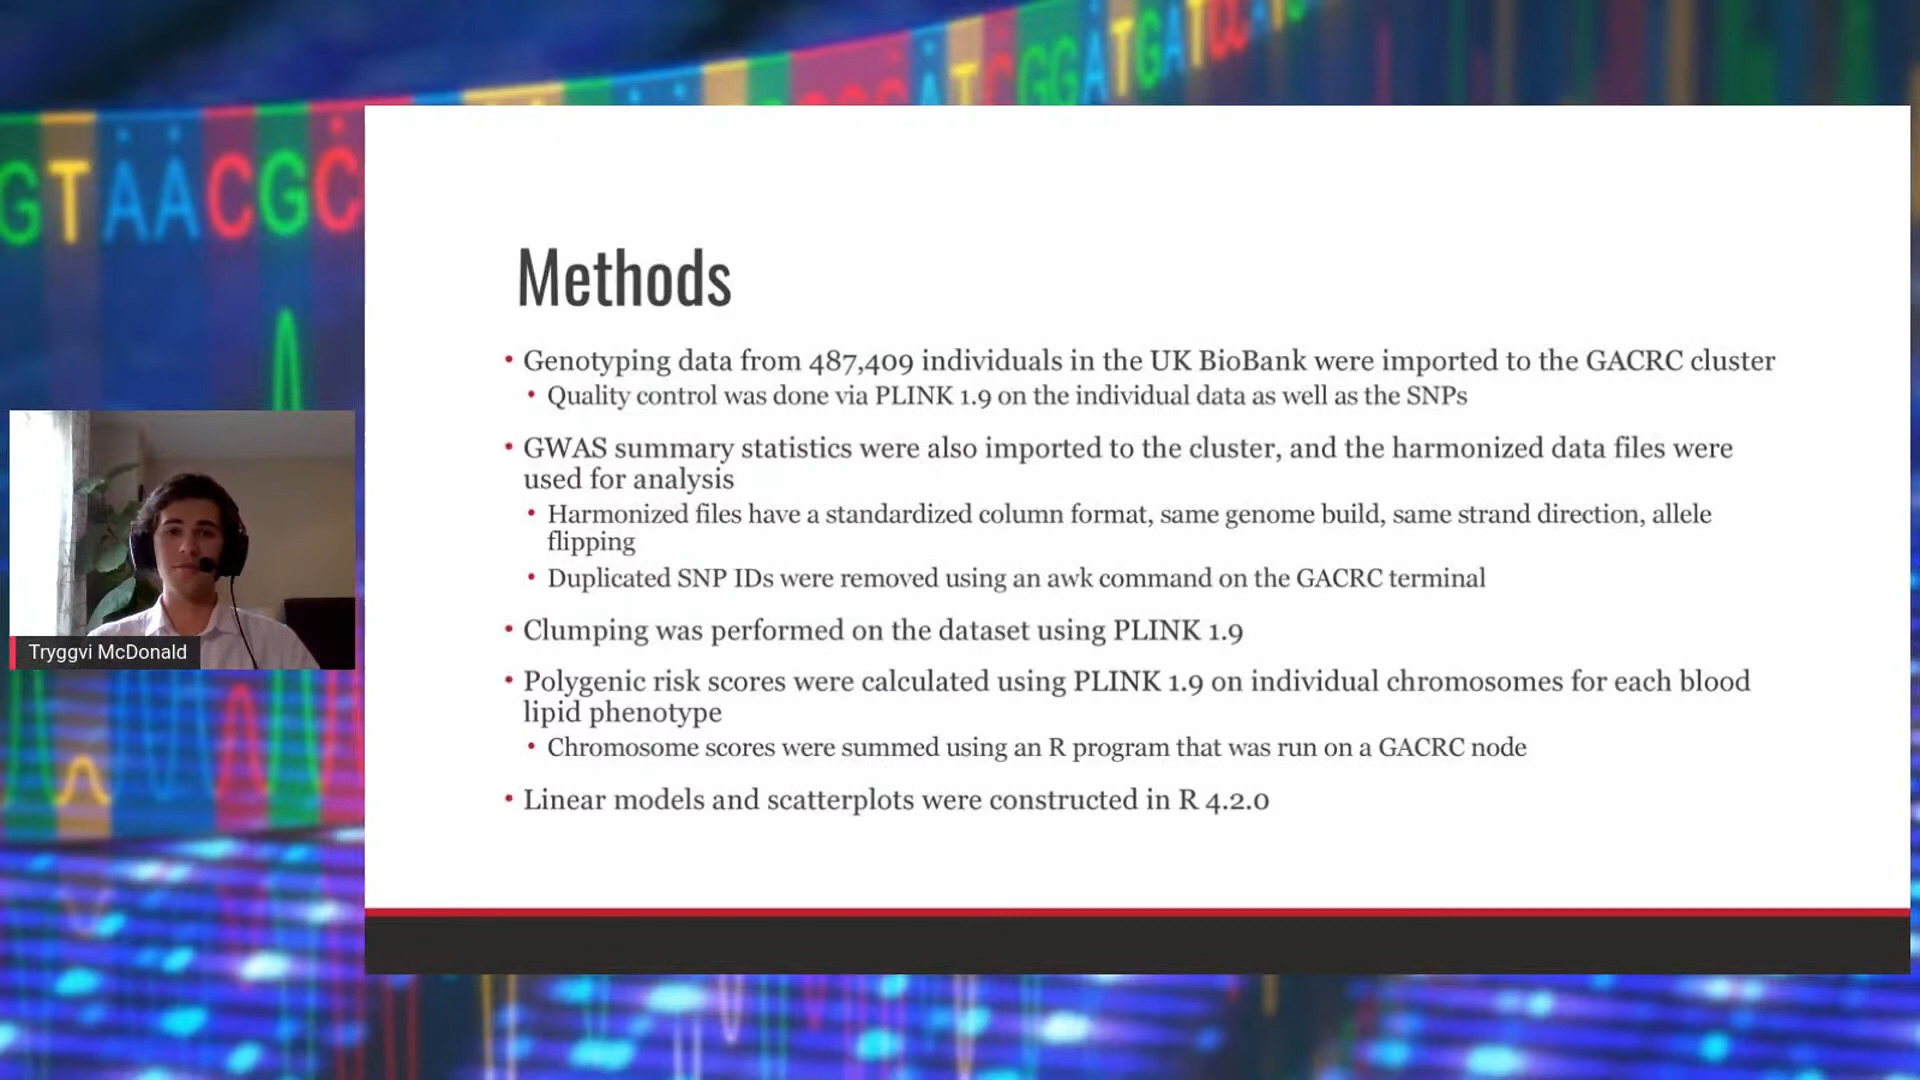 GTAACGC
ATCGGATGAT
Methods
• Genotyping data from 487,409 individuals in the UK BioBank were imported to the GACRC cluster
• Quality control was done via PLINK 1.9 on the individual data as well as the SNPs
• GWAS summary statistics were also imported to the cluster, and the harmonized data files were
used for analysis
• Harmonized files have a standardized column format, same genome build, same strand direction, allele
flipping
• Duplicated SNP IDs were removed using an awk command on the GACRC terminal
• Clumping was performed on the dataset using PLINK 1.9
• Polygenic risk scores were calculated using PLINK 1.9 on individual chromosomes for each blood
lipid phenotype
• Chromosome scores were summed using an R program that was run on a GACRC node
• Linear models and scatterplots were constructed in R 4.2.0
Tryggvi McDonald